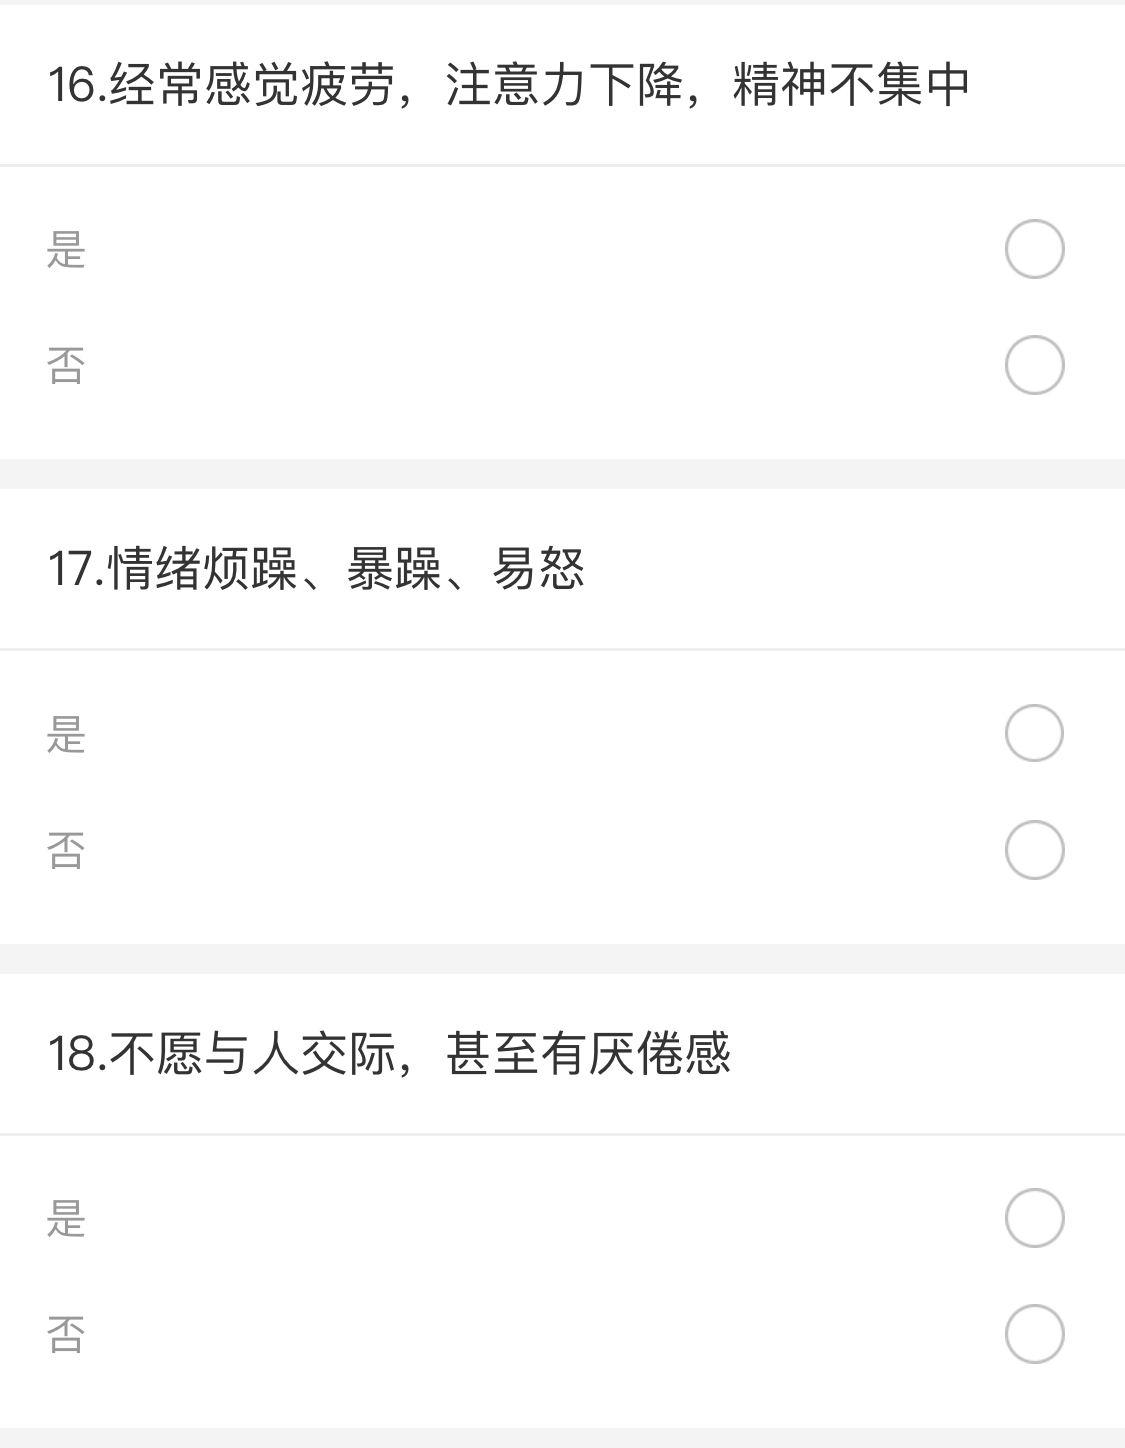 16.经常感觉疲劳，注意力下降，精神不集中
是
否
17.情绪烦躁、暴躁、易怒
是
否
18.不愿与人交际，甚至有厌倦感
是
否